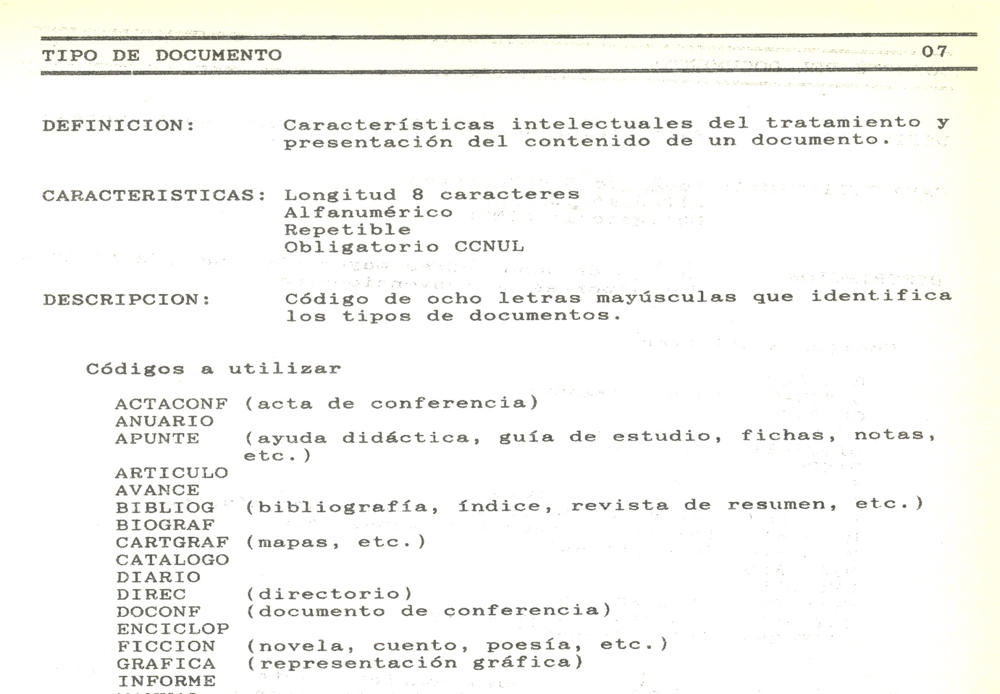 TIPO DE DOCUMENTO 07
DEFINICION: Características intelectuales del tratamiento y
presentación del contenido de un documento.
CARACTERISTICAS: Longitud 8 caracteres
Alfanumérico
Repetible
Obligatorio CCNUL
DESCRIPCION: Código de ocho letras mayúsculas que identifica
los tipos de documentos.
Códigos a utilizar
ACTACONF (acta de conferencia)
ANUARIO
APUNTE (ayuda didáctica, guía de estudio, fichas, notas,
etc.)
ARTICULO
AVANCE
BIBLIOG (bibliografía, índice, revista de resumen, etc.)
BIOGRAF
CARTGRAF (mapas, etc.)
CATALOGO
DIARIO
DIREC (directorio)
DOCONF (documento de conferencia)
ENCICLOP
FICCION (novela, cuento, poesía, etc.)
GRAFICA (representación gráfica)
INFORME